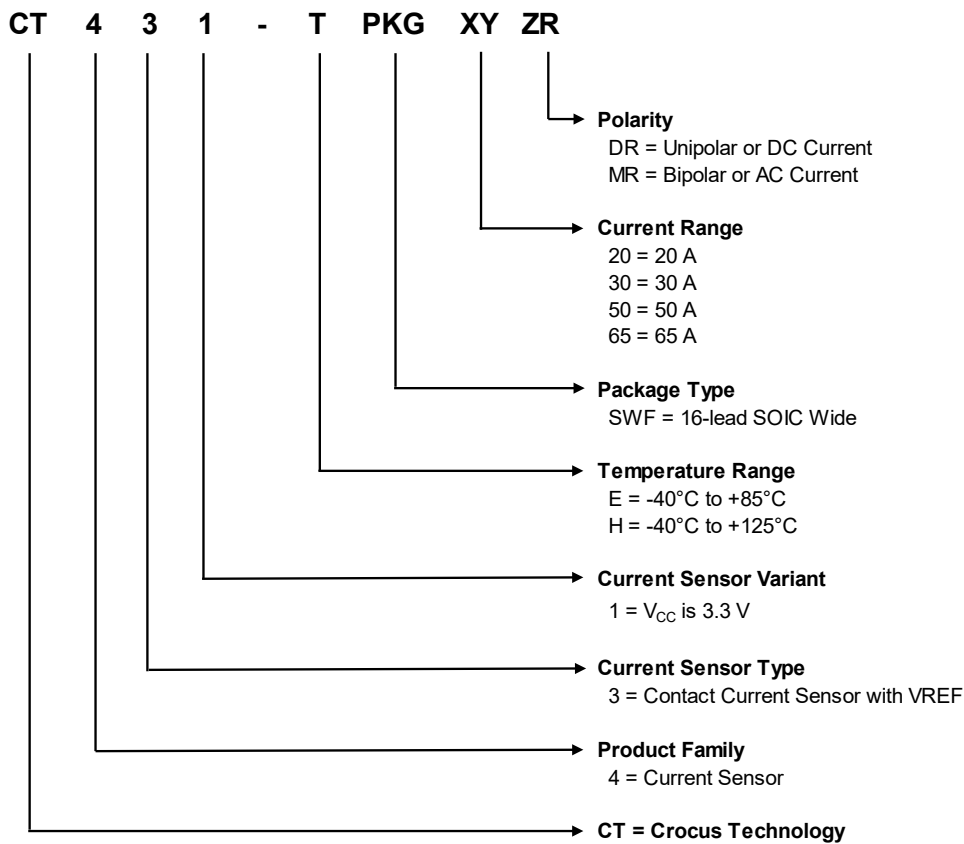 CT 4 3 1 - T PKG XY ZR
Polarity
DR = Unipolar or DC Current
MR = Bipolar or AC Current
Current Range
20 = 20 A
30 = 30 A
50 = 50 A
65 = 65 A
Package Type
SWF = 16-lead SOIC Wide
Temperature Range
E = -40°C to +85°C
H = -40°C to +125°C
Current Sensor Variant
1 = VCC is 3.3 V
Current Sensor Type
3 = Contact Current Sensor with VREF
Product Family
4 = Current Sensor
CT = Crocus Technology